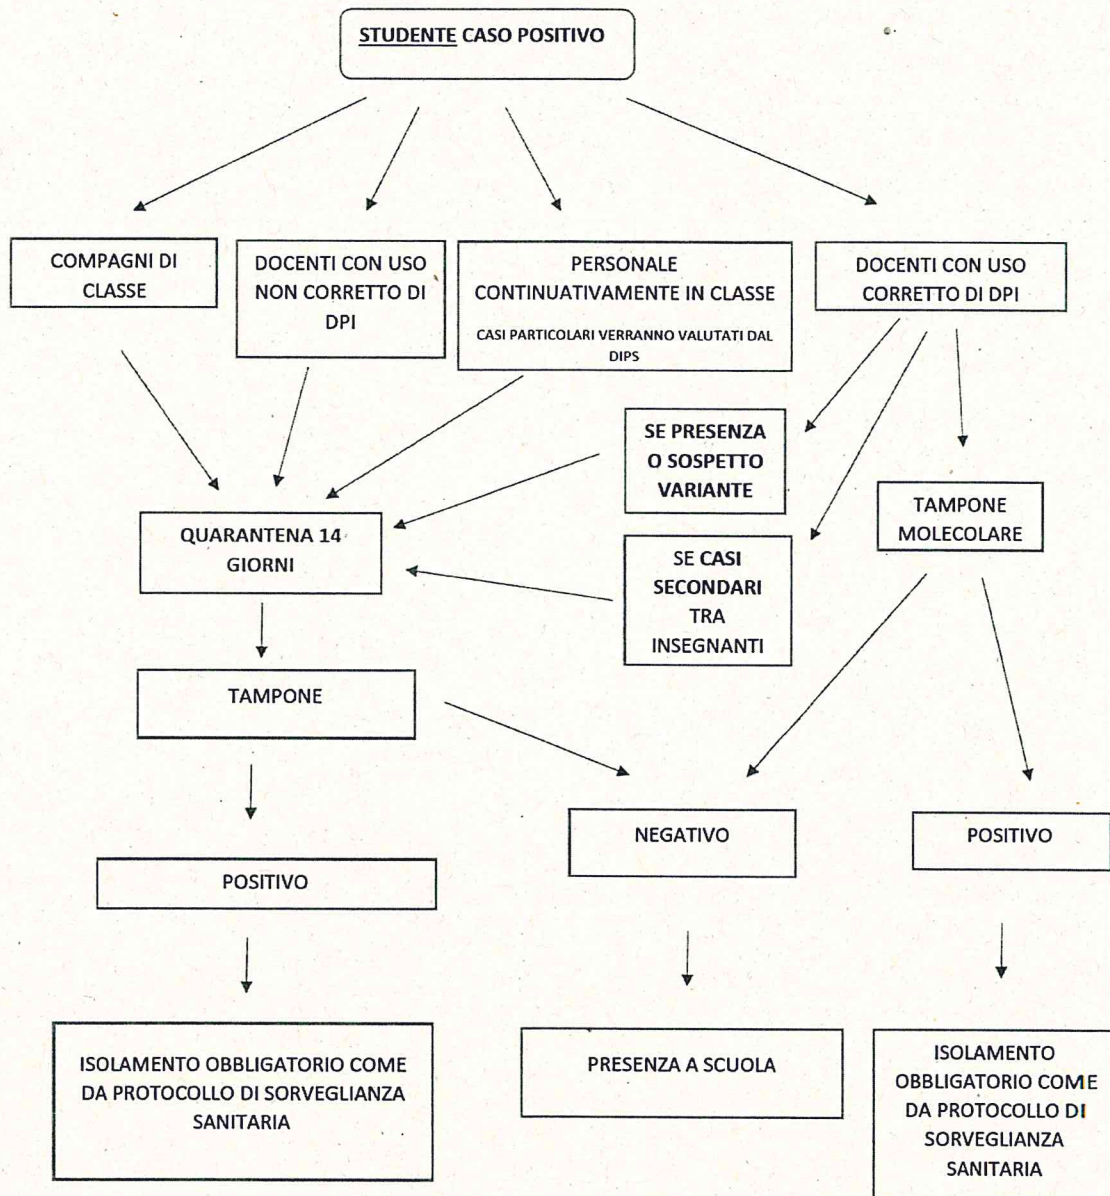 STUDENTE CASO POSITIVO
COMPAGNI DI
CLASSE
DOCENTI CON USO
NON CORRETTO DI
DPI
PERSONALE
CONTINUATIVAMENTE IN CLASSE
CASI PARTICOLARI VERRANNO VALUTATI DAL
DIPS
DOCENTI CON USO
CORRETTO DI DPI
SE PRESENZA
O SOSPETTO
VARIANTE
TAMPONE
MOLECOLARE
QUARANTENA 14
GIORNI
SE CASI
SECONDARI
TRA
INSEGNANTI
TAMPONE
NEGATIVO
POSITIVO
POSITIVO
ISOLAMENTO OBBLIGATORIO COME
DA PROTOCOLLO DI SORVEGLIANZA
SANITARIA
PRESENZA A SCUOLA
ISOLAMENTO
OBBLIGATORIO COME
DA PROTOCOLLO DI
SORVEGLIANZA
SANITARIA